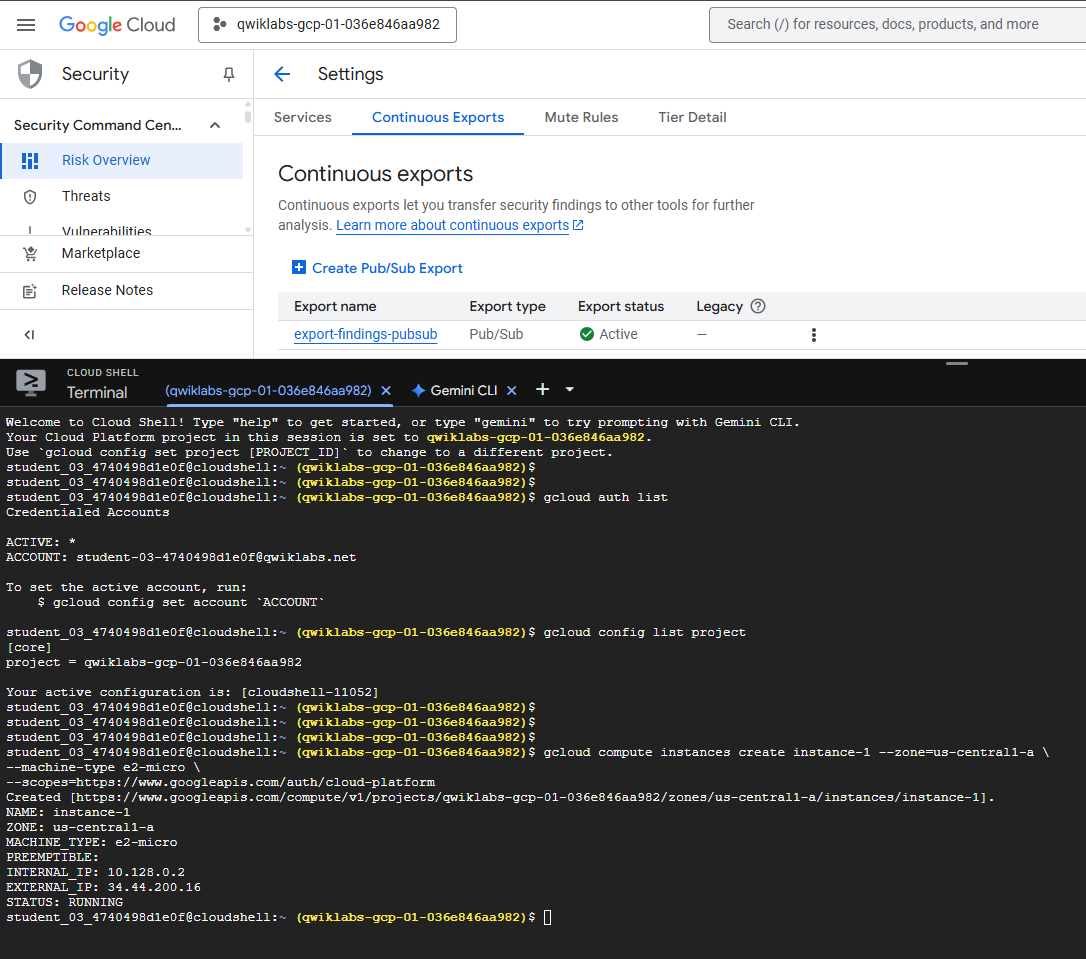 Google Cloud
qwiklabs-gcp-01-036e846aa982
Search (/) for resources, docs, products, and more
Security
Settings
Security Command Cen...
Risk Overview
Threats
Vulnerabilities
Marketplace
Release Notes
Services
Continuous Exports
Mute Rules
Tier Detail
Continuous exports
Continuous exports let you transfer security findings to other tools for further
analysis. Learn more about continuous exports
Create Pub/Sub Export
Export name Export type Export status Legacy
export-findings-pubsub Pub/Sub Active —
CLOUD SHELL
Terminal
(qwiklabs-gcp-01-036e846aa982)
Gemini CLI
Welcome to Cloud Shell! Type "help" to get started, or type "gemini" to try prompting with Gemini CLI.
Your Cloud Platform project in this session is set to qwiklabs-gcp-01-036e846aa982.
Use `gcloud config set project [PROJECT_ID]` to change to a different project.
student_03_4740498d1e0f@cloudshell:~ (qwiklabs-gcp-01-036e846aa982)$
student_03_4740498d1e0f@cloudshell:~ (qwiklabs-gcp-01-036e846aa982)$
student_03_4740498d1e0f@cloudshell:~ (qwiklabs-gcp-01-036e846aa982)$ gcloud auth list
Credentialed Accounts
ACTIVE: *
ACCOUNT: student-03-4740498d1e0f@qwiklabs.net
To set the active account, run:
$ gcloud config set account `ACCOUNT`
student_03_4740498d1e0f@cloudshell:~ (qwiklabs-gcp-01-036e846aa982)$ gcloud config list project
[core]
project = qwiklabs-gcp-01-036e846aa982
Your active configuration is: [cloudshell-11052]
student_03_4740498d1e0f@cloudshell:~ (qwiklabs-gcp-01-036e846aa982)$
student_03_4740498d1e0f@cloudshell:~ (qwiklabs-gcp-01-036e846aa982)$
student_03_4740498d1e0f@cloudshell:~ (qwiklabs-gcp-01-036e846aa982)$
student_03_4740498d1e0f@cloudshell:~ (qwiklabs-gcp-01-036e846aa982)$ gcloud compute instances create instance-1 --zone=us-central1-a \
--machine-type e2-micro \
--scopes=https://www.googleapis.com/auth/cloud-platform
Created [https://www.googleapis.com/compute/v1/projects/qwiklabs-gcp-01-036e846aa982/zones/us-central1-a/instances/instance-1].
NAME: instance-1
ZONE: us-central1-a
MACHINE_TYPE: e2-micro
PREEMPTIBLE:
INTERNAL_IP: 10.128.0.2
EXTERNAL_IP: 34.44.200.16
STATUS: RUNNING
student_03_4740498d1e0f@cloudshell:~ (qwiklabs-gcp-01-036e846aa982)$